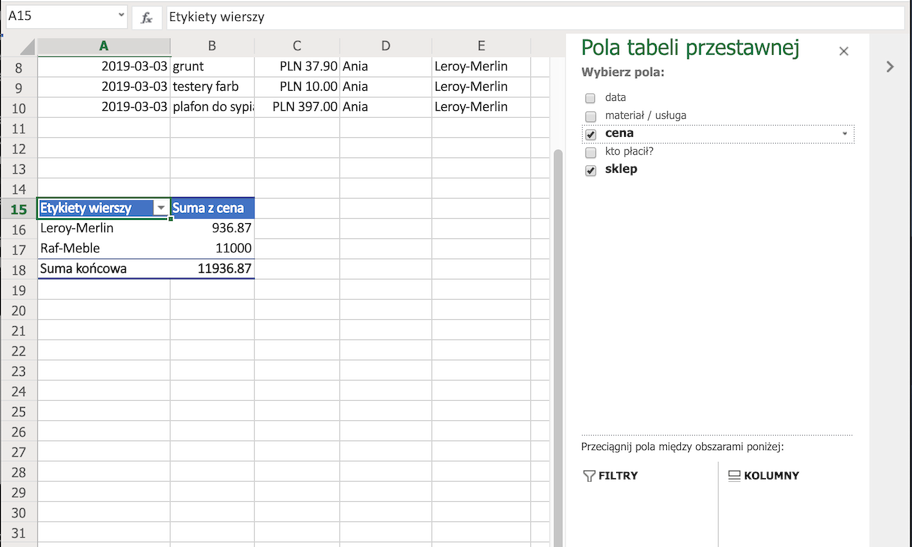 A15 fx Etykiety wierszy
A B C D E
8 2019-03-03 grunt PLN 37.90 Ania Leroy-Merlin
9 2019-03-03 testery farb PLN 10.00 Ania Leroy-Merlin
10 2019-03-03 plafon do sypia PLN 397.00 Ania Leroy-Merlin
11
12
13
14
15 Etykiety wierszy Suma z cena
16 Leroy-Merlin 936.87
17 Raf-Meble 11000
18 Suma końcowa 11936.87
19
20
21
22
23
24
25
26
27
28
29
30
31
Pola tabeli przestawnej
Wybierz pola:
data
materiał / usługa
cena
kto płacił?
sklep
Przeciągnij pola między obszarami poniżej:
FILTRY KOLUMNY